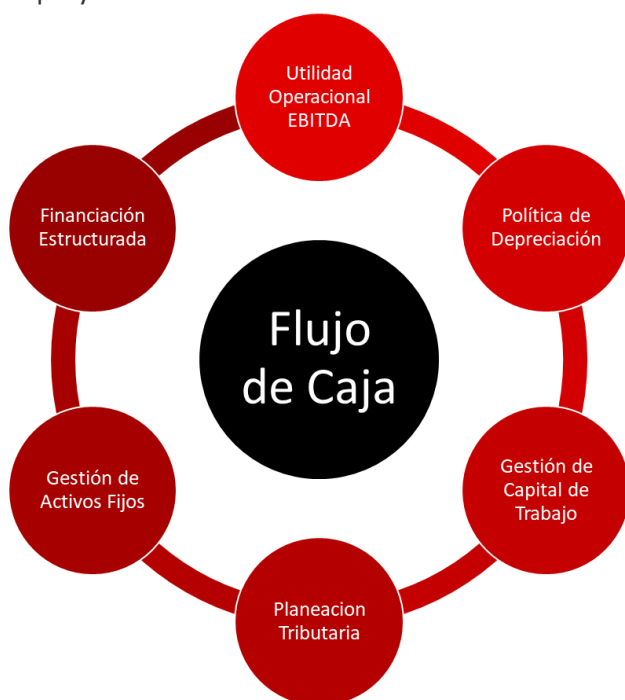 Utilidad
Operacional
EBITDA
Política de
Depreciación
Gestión de
Capital de
Trabajo
Planeacion
Tributaria
Gestión de
Activos Fijos
Financiación
Estructurada
Flujo
de Caja